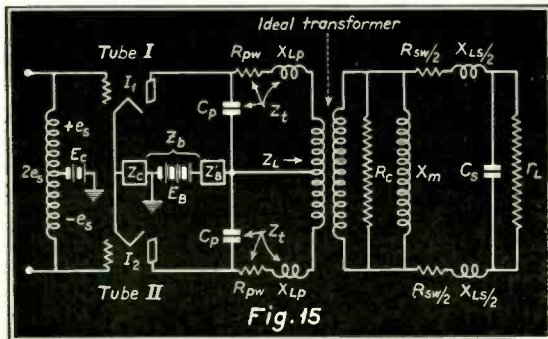 Ideal transformer
Tube I
Rpw XLp
Rsw/2 XLs/2
I1
Cp Zt
+es
Zb
Ec
ZL →
2es Zc EB ZB
Rc Xm Cs rL
-es
Cp Zt
I2
Rpw XLp
Rsw/2 XLs/2
Tube II
Fig. 15